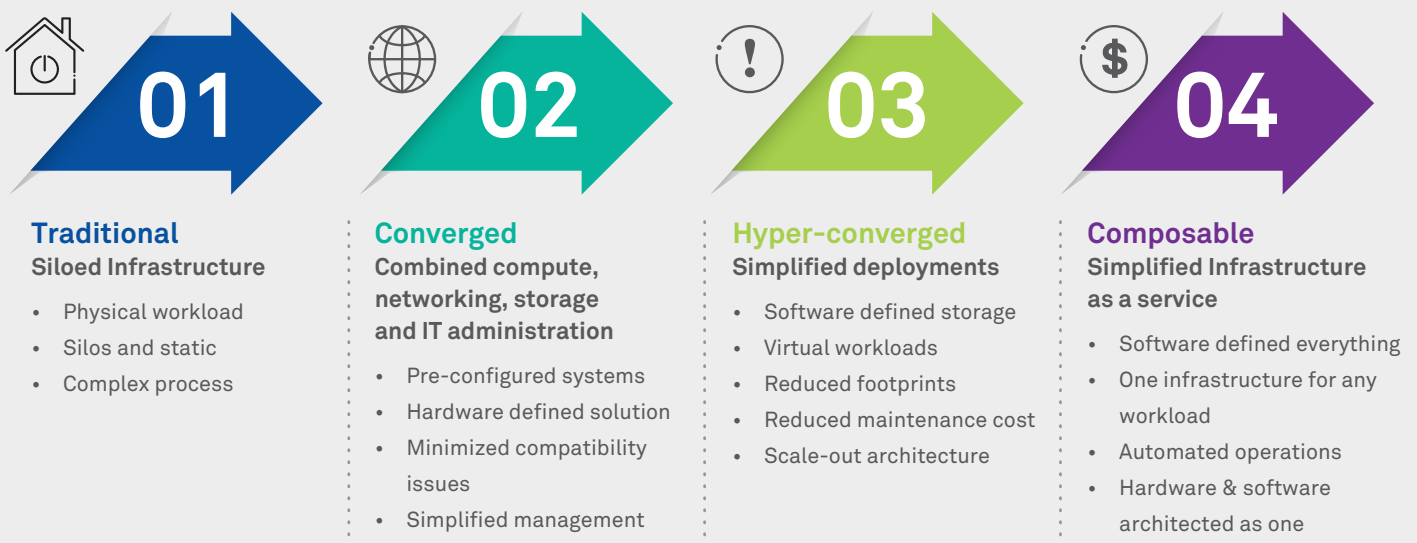 01
Traditional
Siloed Infrastructure
• Physical workload
• Silos and static
• Complex process
02
Converged
Combined compute,
networking, storage
and IT administration
• Pre-configured systems
• Hardware defined solution
• Minimized compatibility
issues
• Simplified management
!
03
Hyper-converged
Simplified deployments
• Software defined storage
• Virtual workloads
• Reduced footprints
• Reduced maintenance cost
• Scale-out architecture
$
04
Composable
Simplified Infrastructure
as a service
• Software defined everything
• One infrastructure for any
workload
• Automated operations
• Hardware & software
architected as one